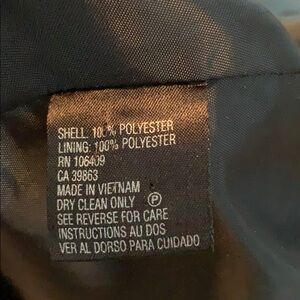 SHELL: 100% POLYESTER
LINING: 100% POLYESTER
RN 106409
CA 39863
MADE IN VIETNAM
DRY CLEAN ONLY Ⓟ
SEE REVERSE FOR CARE
INSTRUCTIONS AU DOS
VER AL DORSO PARA CUIDADO